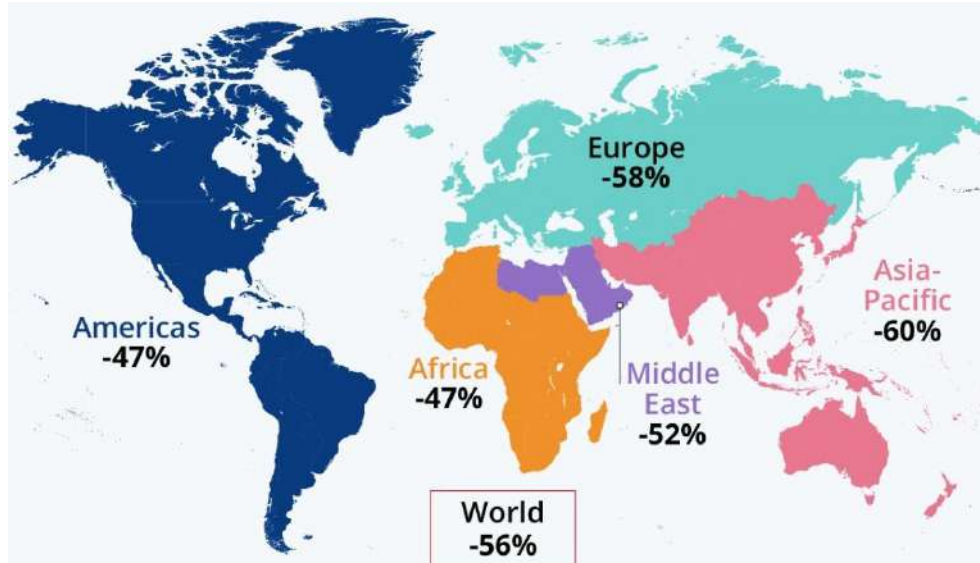 Europe
-58%
Asia-
Pacific
-60%
Americas
-47%
Africa
-47%
Middle
East
-52%
World
-56%